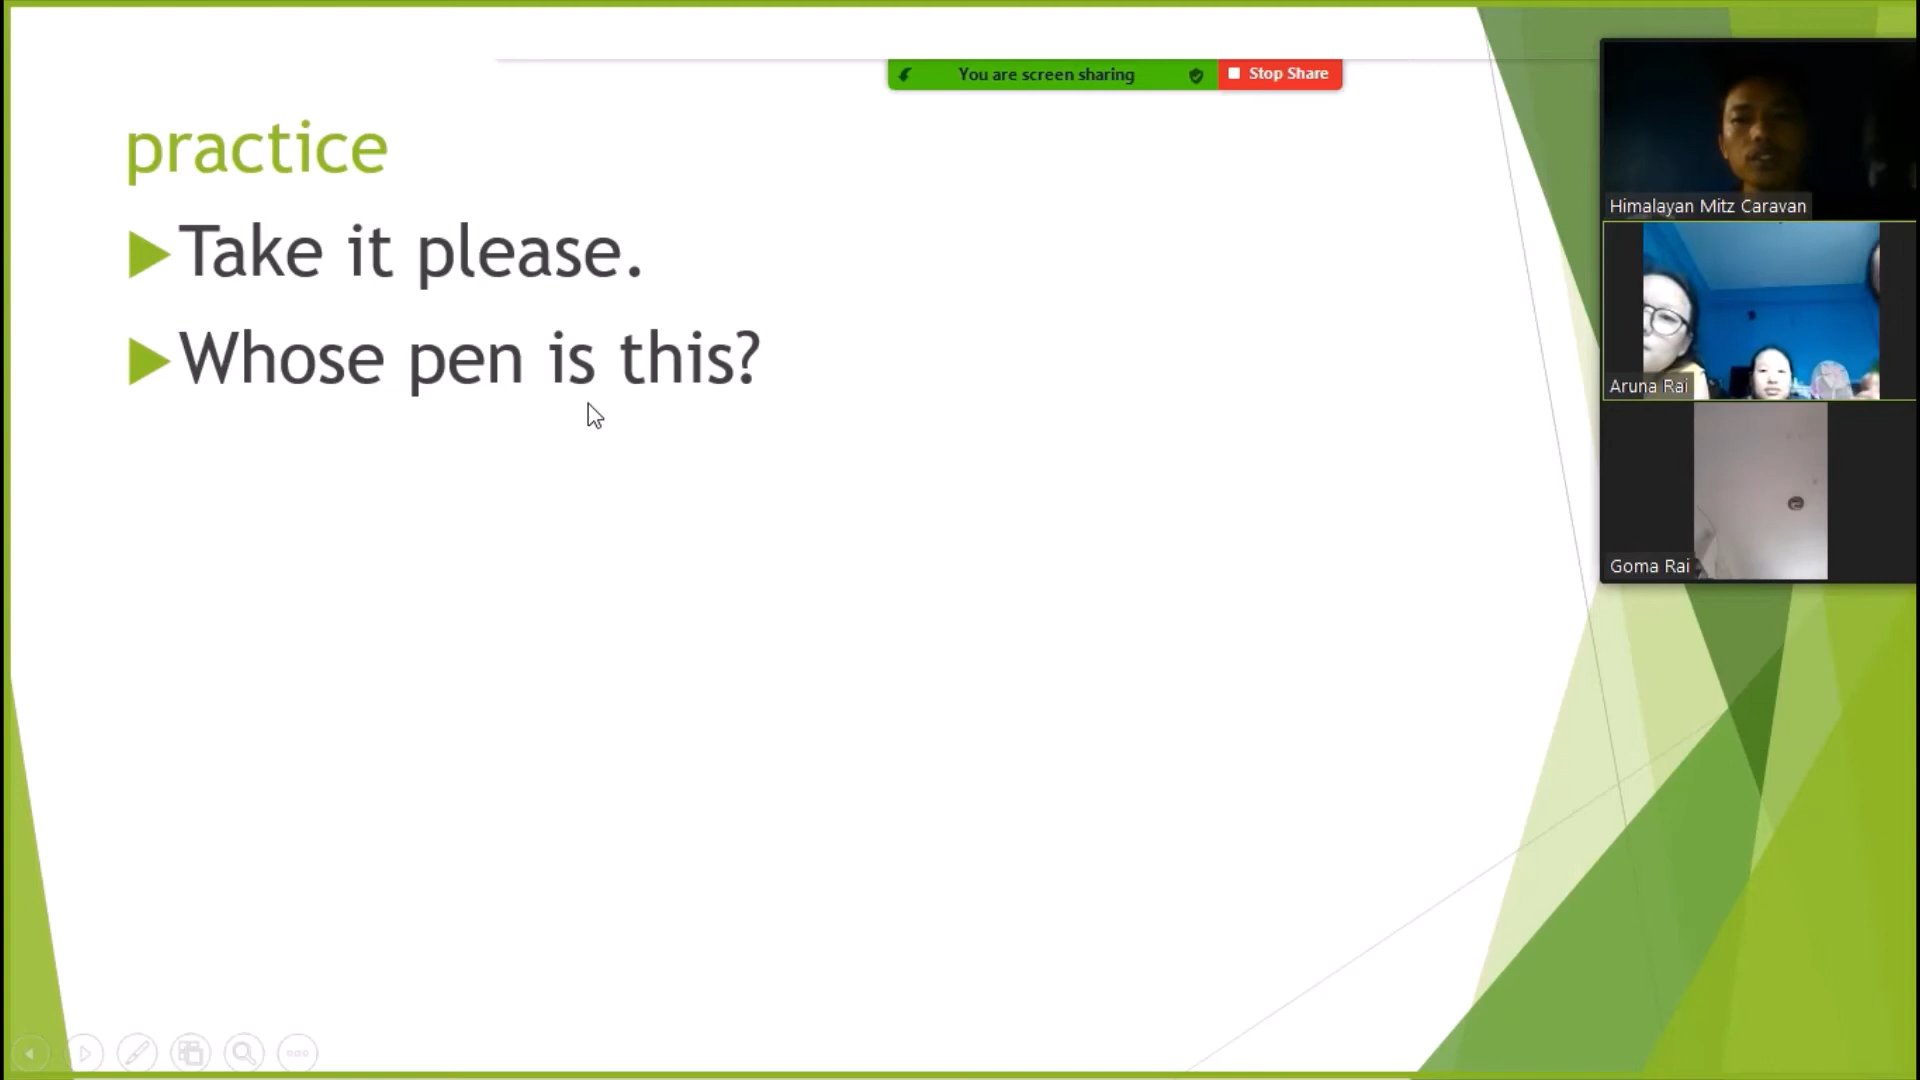 You are screen sharing
Stop Share
practice
Take it please.
Whose pen is this?
Himalayan Mitz Caravan
Aruna Rai
Goma Rai